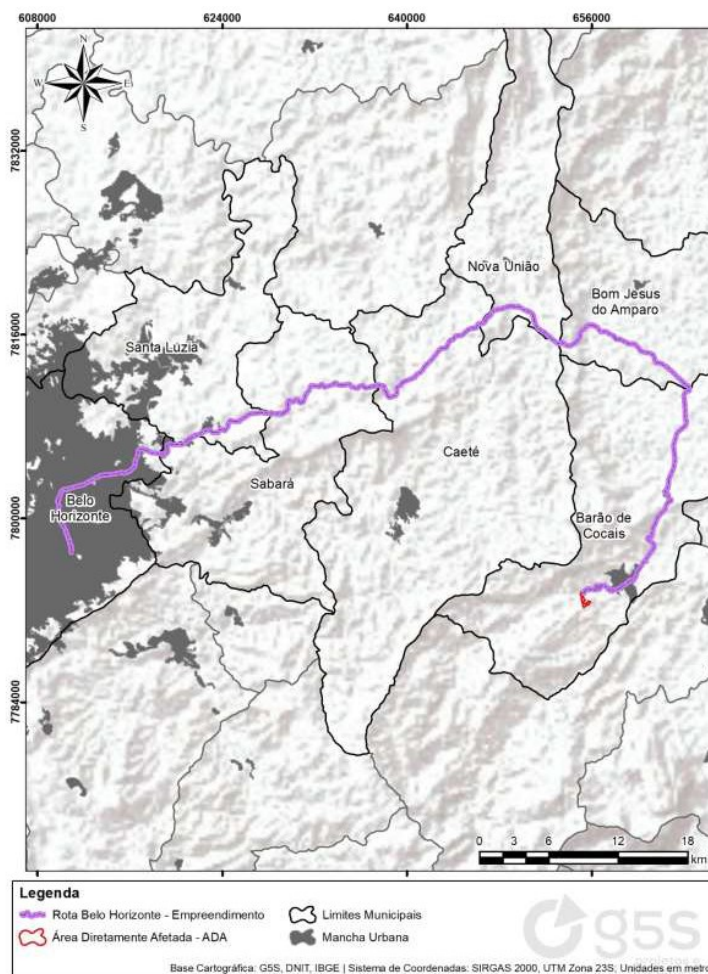 608000 624000 640000 656000
N
W E
S
7832000
7816000
7800000
7784000
Nova União
Bom Jesus
do Amparo
Santa Luzia
Caeté
Sabará
Belo
Horizonte
Barão de
Cocais
0 3 6 12 18
km
Legenda
Rota Belo Horizonte - Empreendimento
Limites Municipais
Área Diretamente Afetada - ADA
Mancha Urbana
g5S
Base Cartográfica: G5S, DNIT, IBGE | Sistema de Coordenadas: SIRGAS 2000, UTM Zona 23S, Unidades em metro